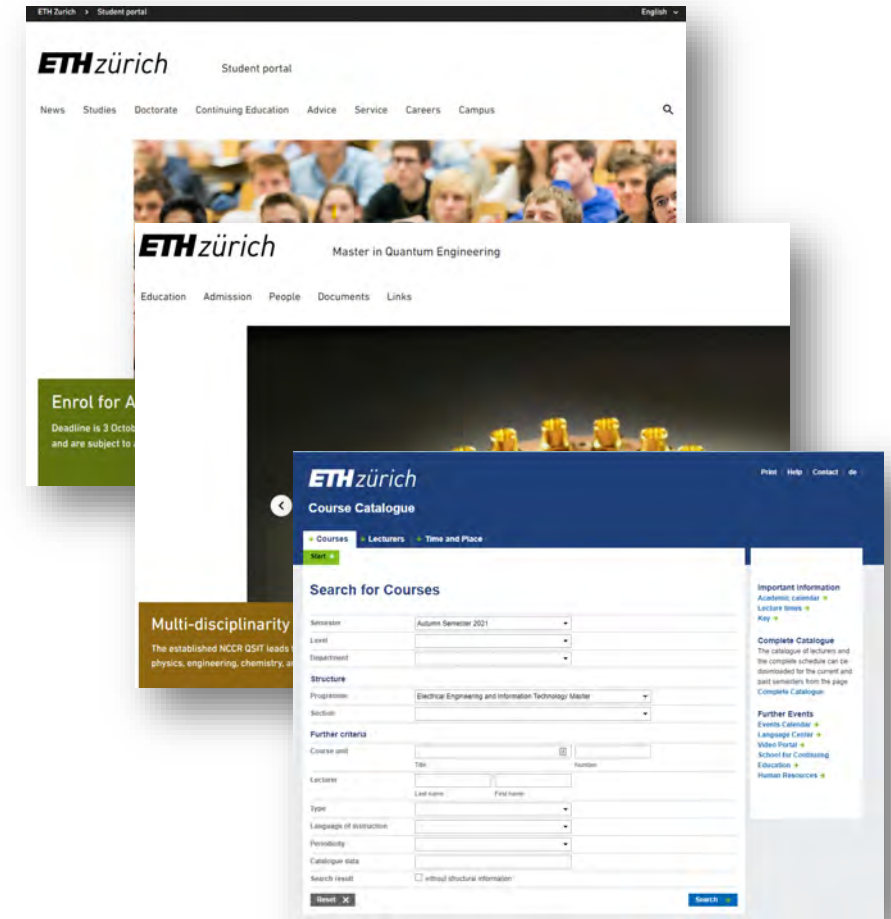 ETH Zurich > Student portal English
ETH zürich Student portal
News Studies Doctorate Continuing Education Advice Service Careers Campus
Enrol for A
Deadline is 3 Octob
and are subject to
ETH zürich Master in Quantum Engineering
Education Admission People Documents Links
Multi-disciplinarity
The established NCCR QSIT leads
physics, engineering, chemistry,
ETH zürich
Print Help Contact de
Course Catalogue
Courses Lecturers Time and Place
Start
Search for Courses
Semester Autumn Semester 2021
Level
Department
Structure
Programme Electrical Engineering and Information Technology Master
Section
Further criteria
Course unit
Title Number
Lecturer
Last name First name
Type
Language of instruction
Periodicity
Catalogue data
Search result without structural information
Reset X Search
Important Information
Academic calendar
Lecture times
Key
Complete Catalogue
The catalogue of lecturers and
the complete schedule can be
downloaded for the current and
past semesters from the page
Complete Catalogue
Further Events
Events Calendar
Language Center
Video Portal
School for Continuing
Education
Human Resources